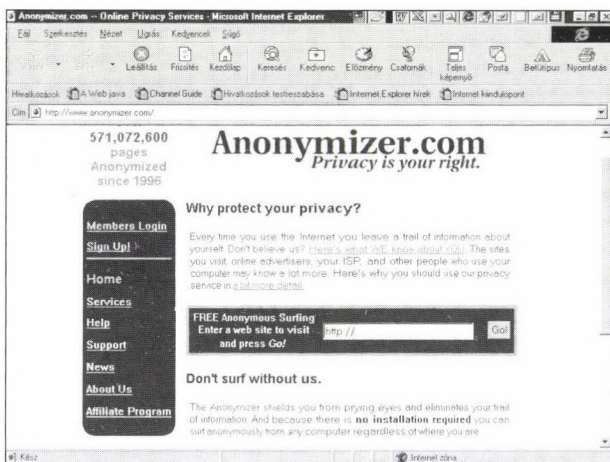 Anonymizer.com -- Online Privacy Services - Microsoft Internet Explorer
Fájl Szerkesztés Nézet Ugrás Kedvencek Súgó
Leállítás Frissítés Kezdőlap Keresés Kedvenc Előzmény Csatornák Teljes képernyő Posta Betűtípus Nyomtatás
Hivatkozások A Web java Channel Guide Hivatkozások testreszabása Internet Explorer hírek Internet kiindulópont
Cím http://www.anonymizer.com/
571,072,600
pages
Anonymized
since 1996
Anonymizer.com
Privacy is your right.
Members Login
Sign Up!
Home
Services
Help
Support
News
About Us
Affiliate Program
Why protect your privacy?
Every time you use the Internet you leave a trail of information about
yourself. Don't believe us? Here's what WE know about YOU. The sites
you visit, online advertisers, your ISP, and other people who use your
computer may know a lot more. Here's why you should use our privacy
service in a bit more detail.
FREE Anonymous Surfing
Enter a web site to visit
and press Go!
http://
Go!
Don't surf without us.
The Anonymizer shields you from prying eyes and eliminates your trail
of information. And because there is no installation required you can
surf anonymously from any computer regardless of where you are
Kész
Internet zóna